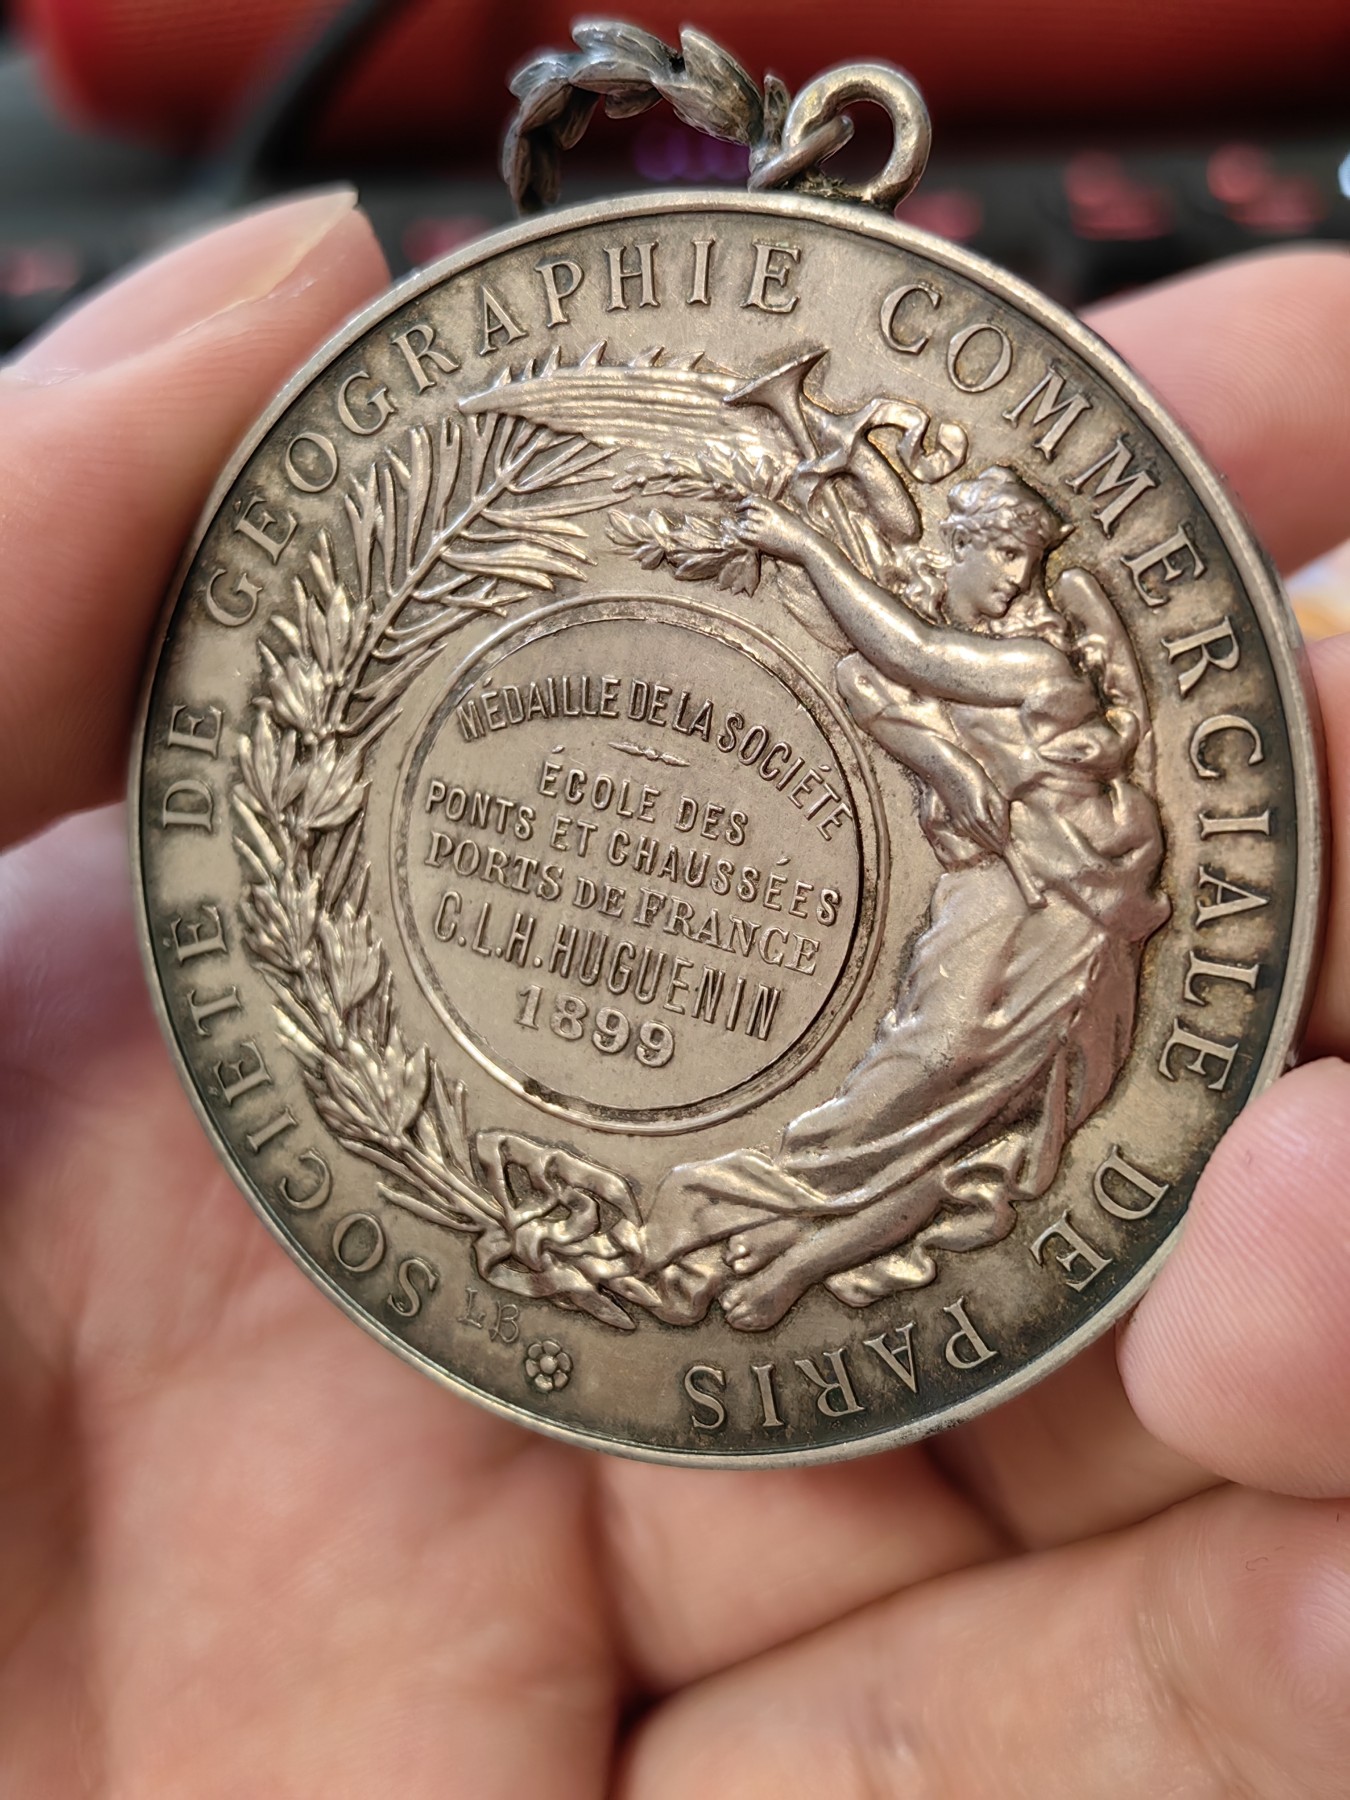 SOCIÉTÉ DE GÉOGRAPHIE COMMERCIALE DE PARIS
MÉDAILLE DE LA SOCIÉTÉ
ÉCOLE DES
PONTS ET CHAUSSÉES
PORTS DE FRANCE
C.L.H. HUGUENIN
1899
LB